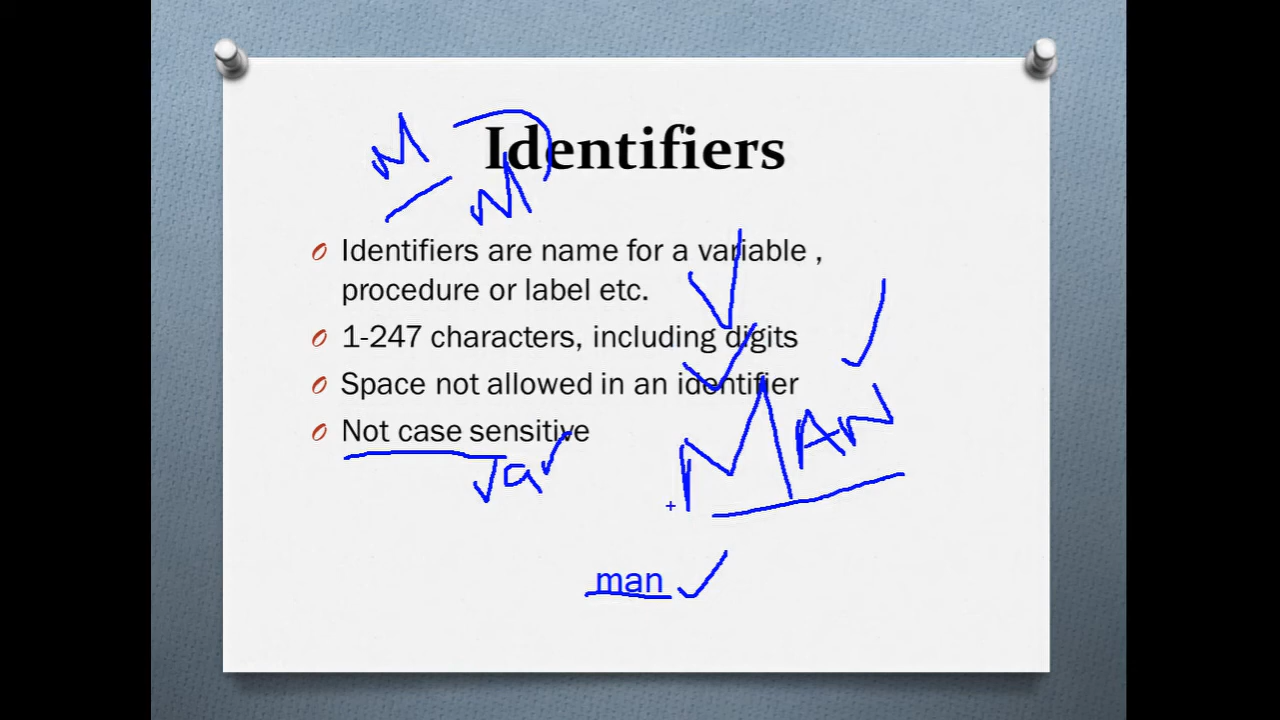 M
Identifiers
M
Identifiers are name for a variable ,
procedure or label etc.
1-247 characters, including digits
Space not allowed in an identifier
Not case sensitive
MAN
var
man